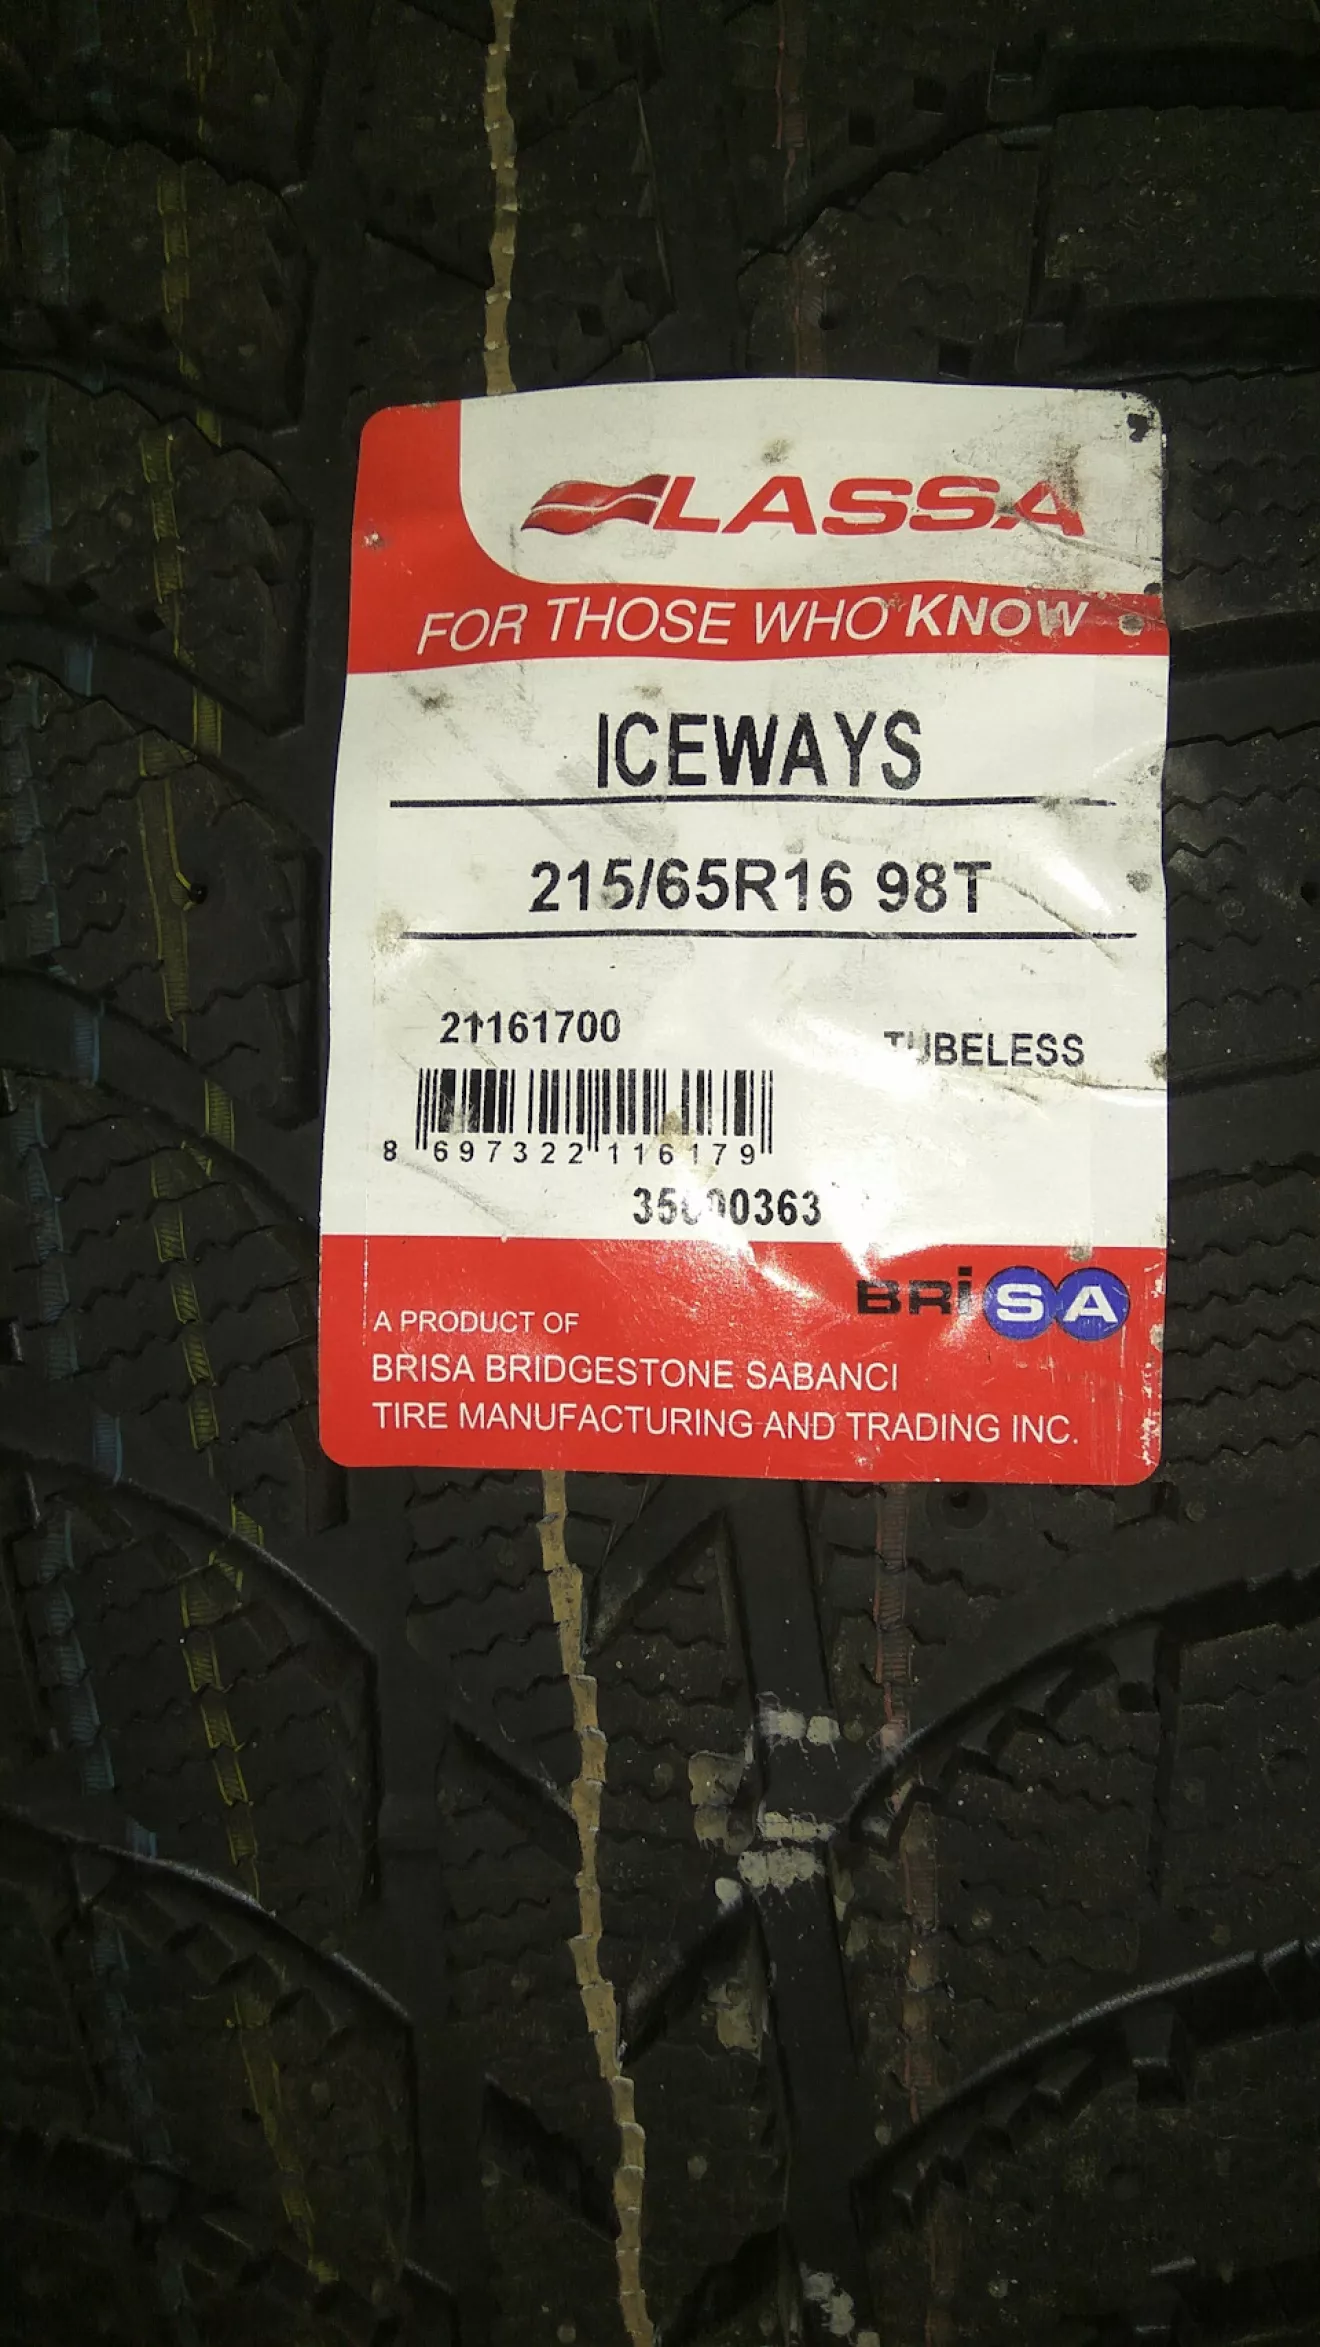 LASSA
FOR THOSE WHO KNOW
ICEWAYS
215/65R16 98T
21161700
TUBELESS
8 697322 116179
BRiSA
A PRODUCT OF
BRISA BRIDGESTONE SABANCI
TIRE MANUFACTURING AND TRADING INC.